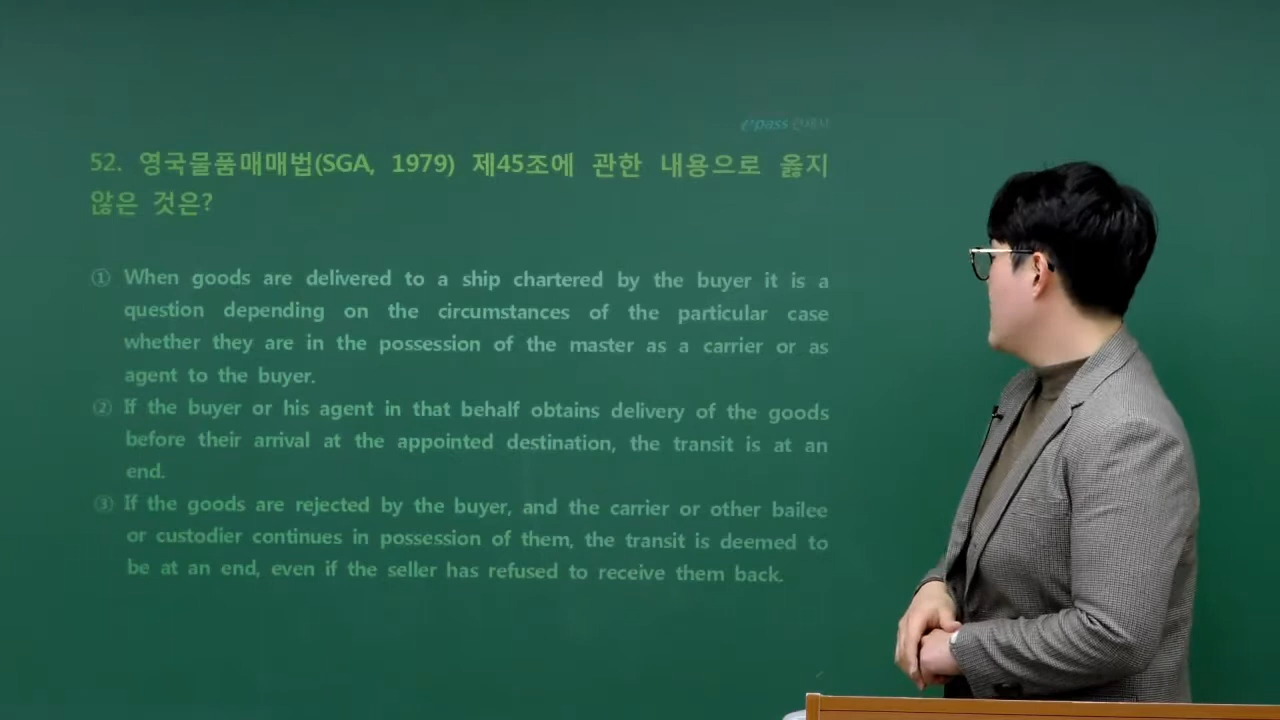 e*pass
52. 영국물품매매법(SGA, 1979) 제45조에 관한 내용으로 옳지
않은 것은?
① When goods are delivered to a ship chartered by the buyer it is a
question depending on the circumstances of the particular case
whether they are in the possession of the master as a carrier or as
agent to the buyer.
② If the buyer or his agent in that behalf obtains delivery of the goods
before their arrival at the appointed destination, the transit is at an
end.
③ If the goods are rejected by the buyer, and the carrier or other bailee
or custodier continues in possession of them, the transit is deemed to
be at an end, even if the seller has refused to receive them back.